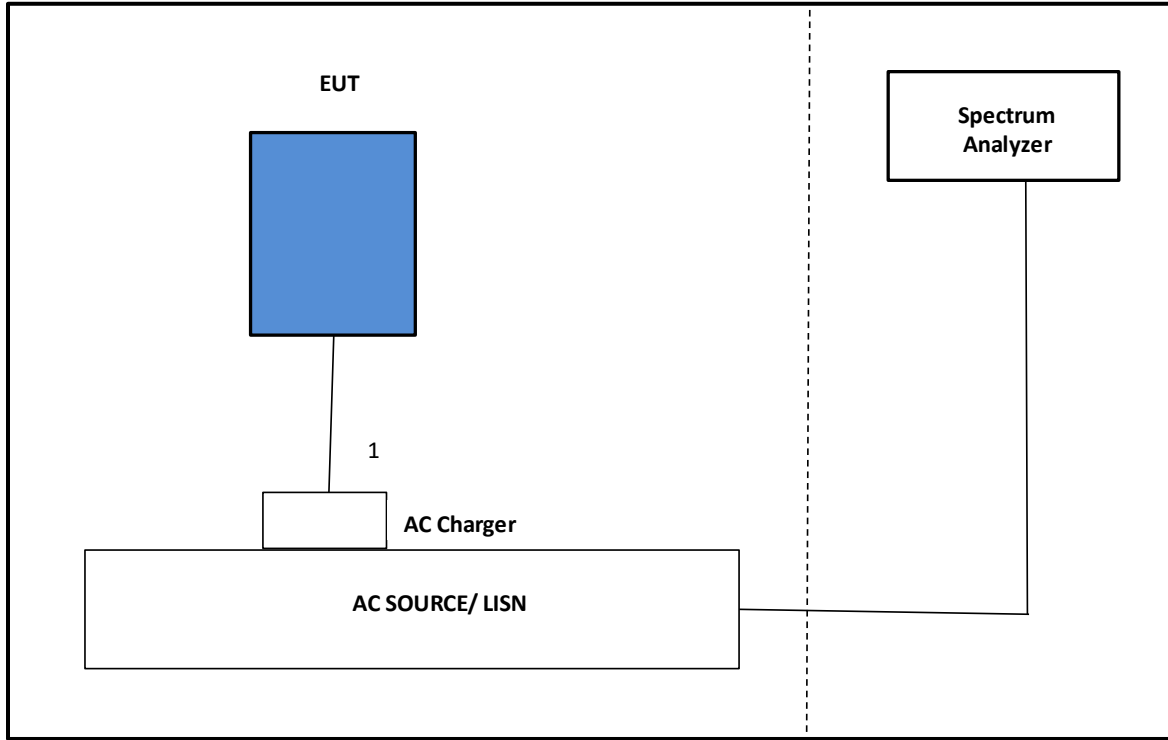 EUT
Spectrum
Analyzer
1
AC Charger
AC SOURCE/ LISN